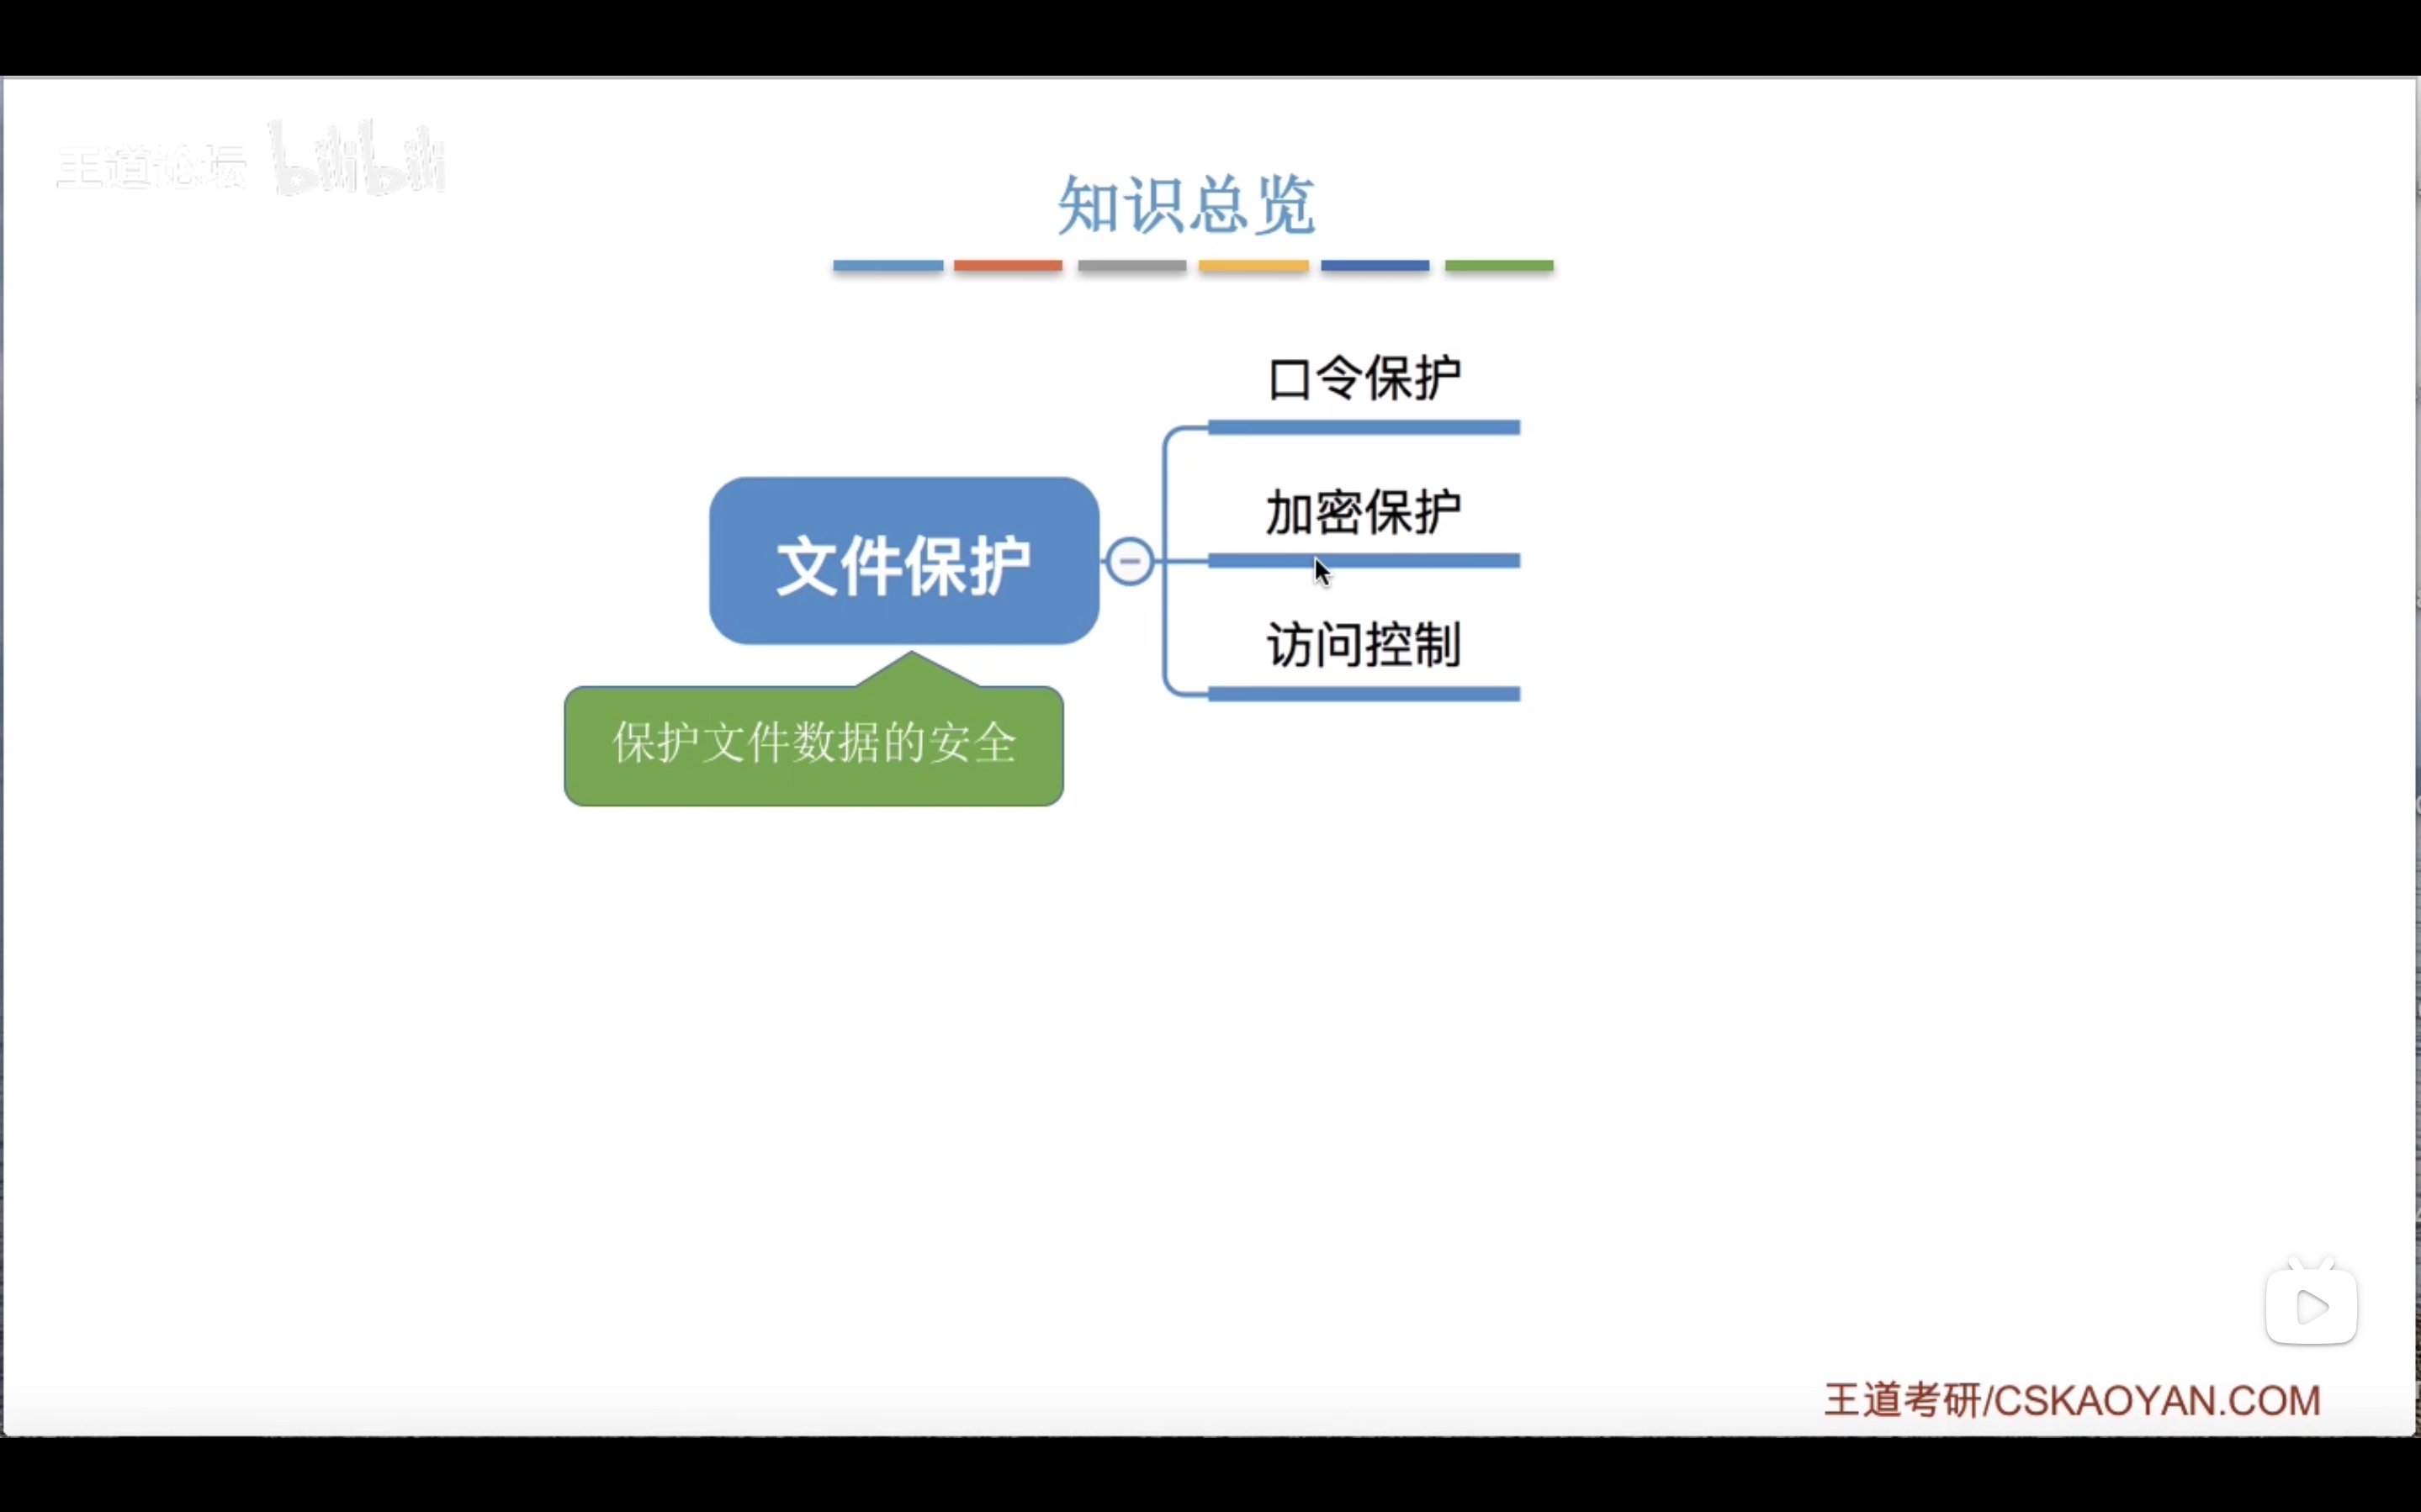 王道论坛 bilibili
知识总览
口令保护
加密保护
文件保护
访问控制
保护文件数据的安全
王道考研/CSKAOYAN.COM